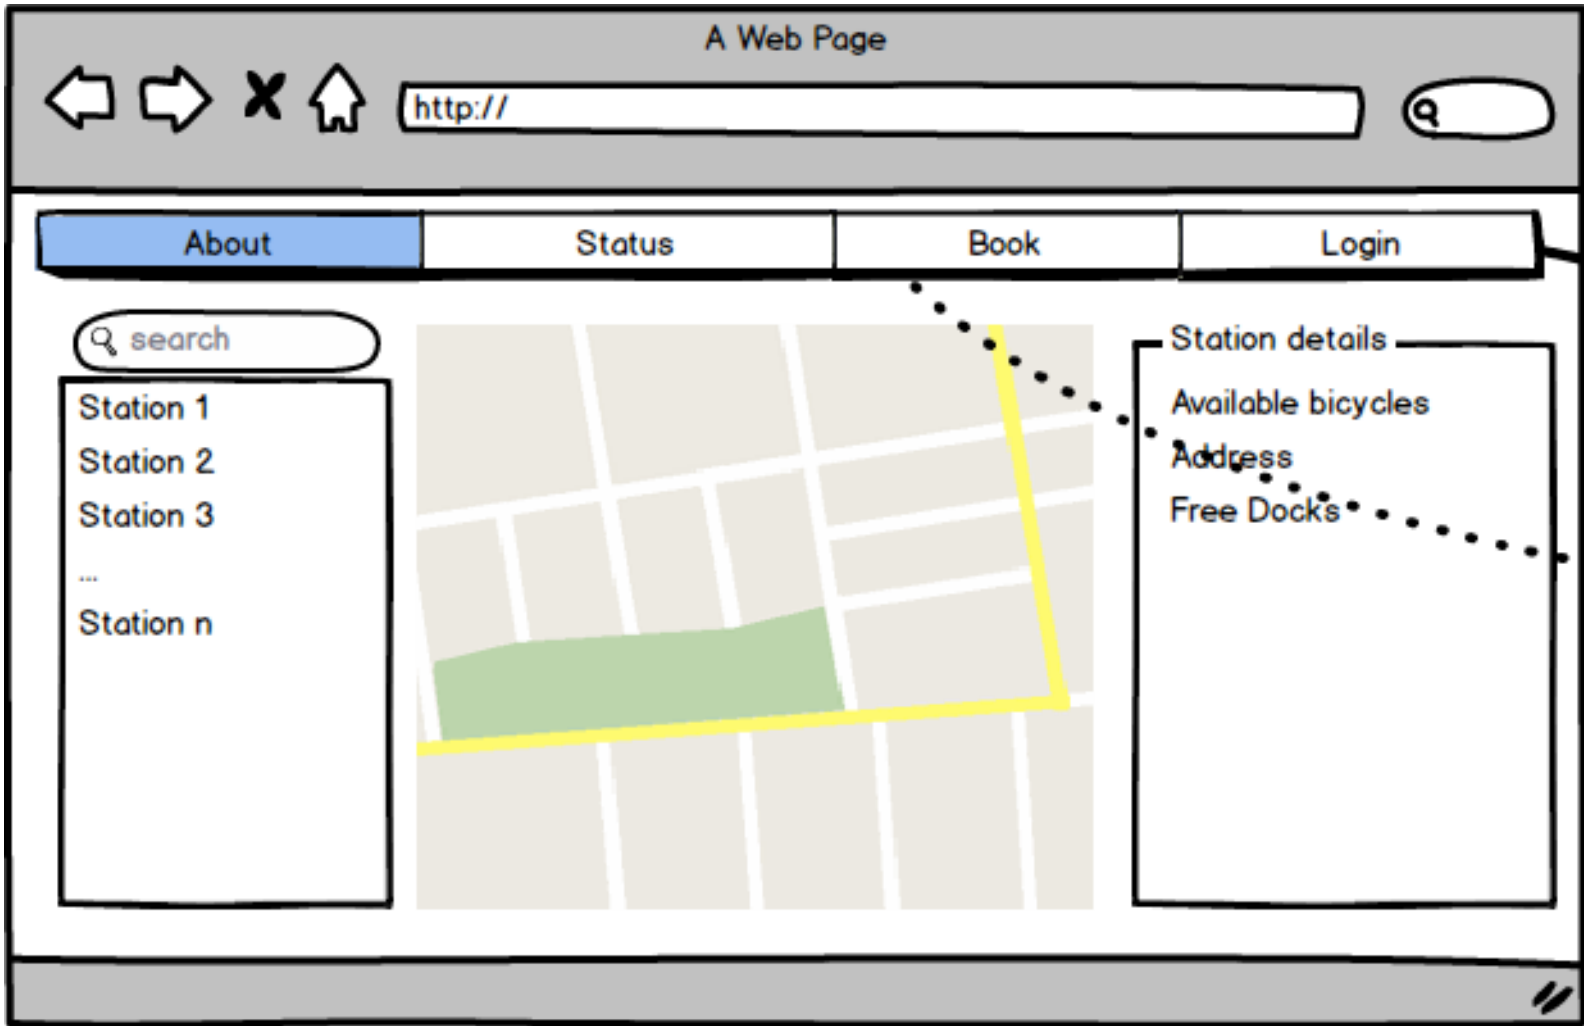 A Web Page
http://
About Status Book Login
search
Station 1
Station 2
Station 3
...
Station n
Station details
Available bicycles
Address
Free Docks